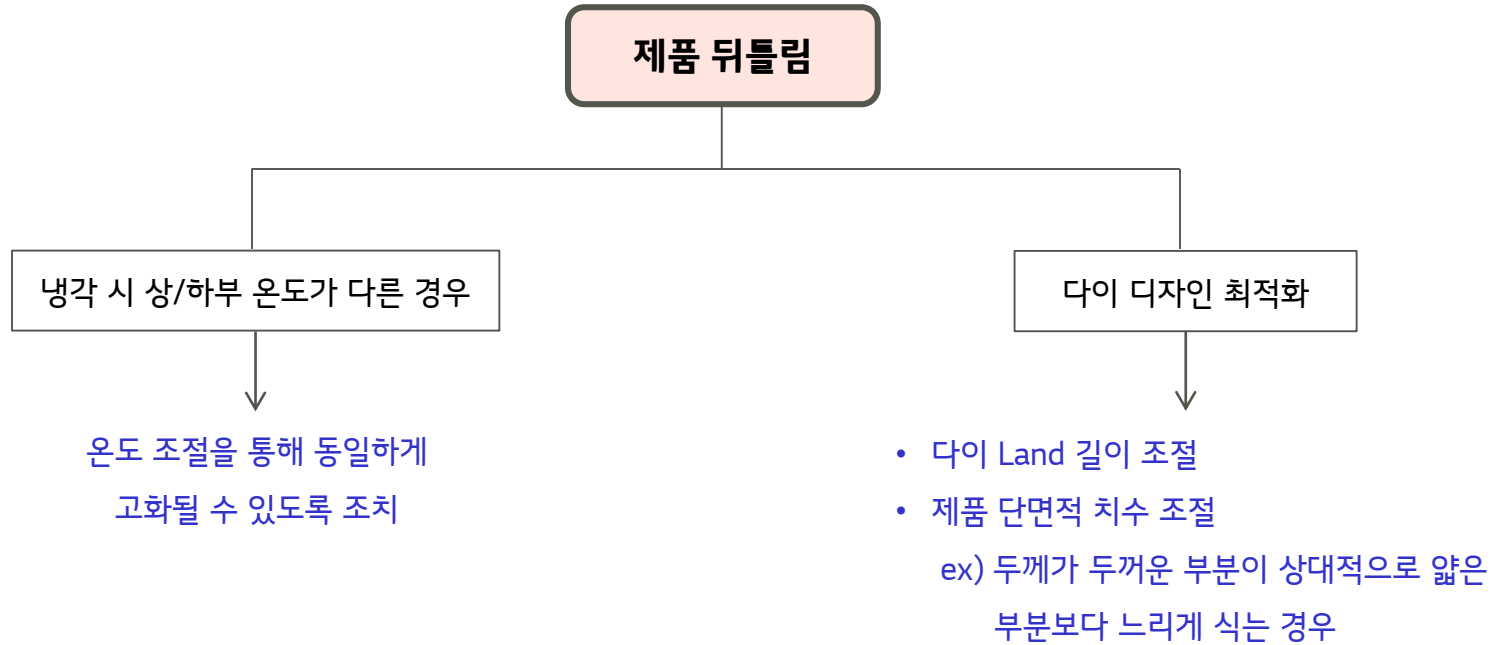 제품 뒤틀림
냉각 시 상/하부 온도가 다른 경우
온도 조절을 통해 동일하게
고화될 수 있도록 조치
다이 디자인 최적화
• 다이 Land 길이 조절
• 제품 단면적 치수 조절
ex) 두께가 두꺼운 부분이 상대적으로 얇은
부분보다 느리게 식는 경우